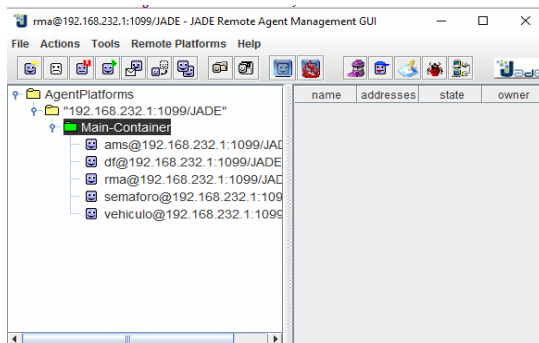 rma@192.168.232.1:1099/JADE - JADE Remote Agent Management GUI
File Actions Tools Remote Platforms Help
Jade
AgentPlatforms
"192.168.232.1:1099/JADE"
Main-Container
ams@192.168.232.1:1099/JAD
df@192.168.232.1:1099/JADE
rma@192.168.232.1:1099/JAD
semaforo@192.168.232.1:109
vehiculo@192.168.232.1:1099
name addresses state owner